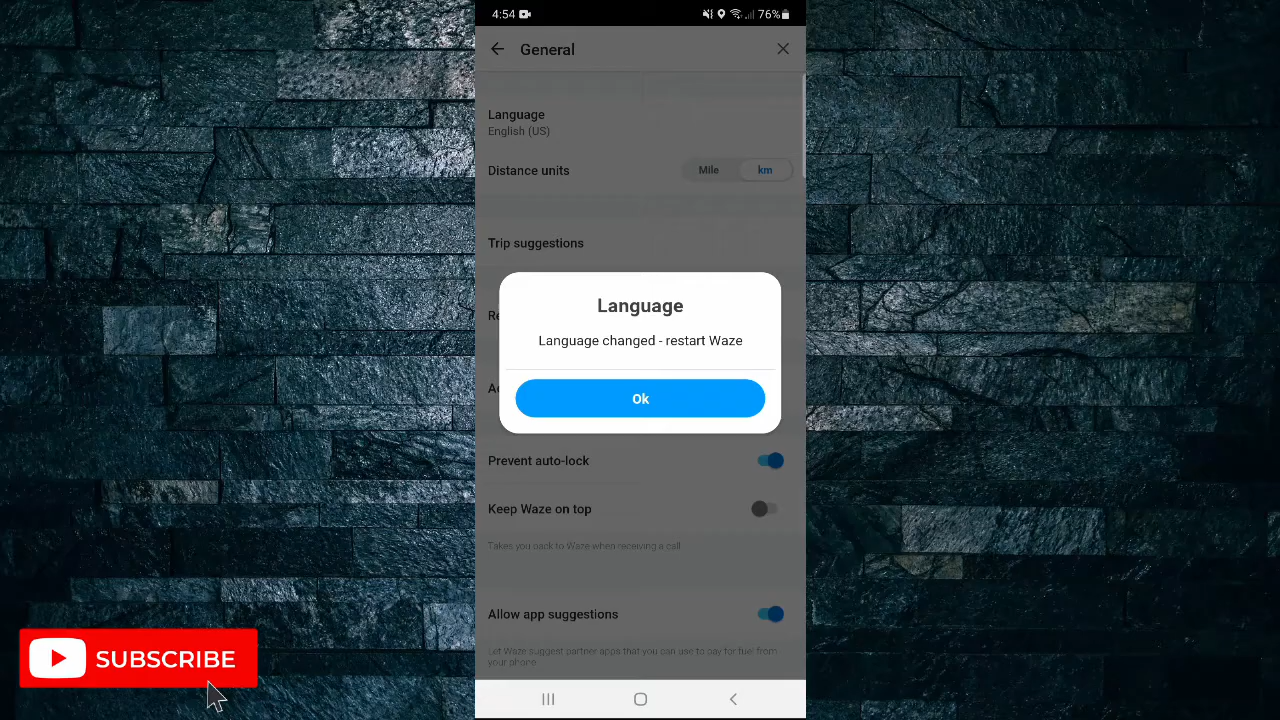 4:54
76%
General
Language
English (US)
Distance units
Mile
km
Trip suggestions
Re
Language
Language changed - restart Waze
Ok
Prevent auto-lock
Keep Waze on top
Takes you back to Waze when receiving a call
Allow app suggestions
Let Waze suggest partner apps that you can use to pay for fuel from
your phone
SUBSCRIBE